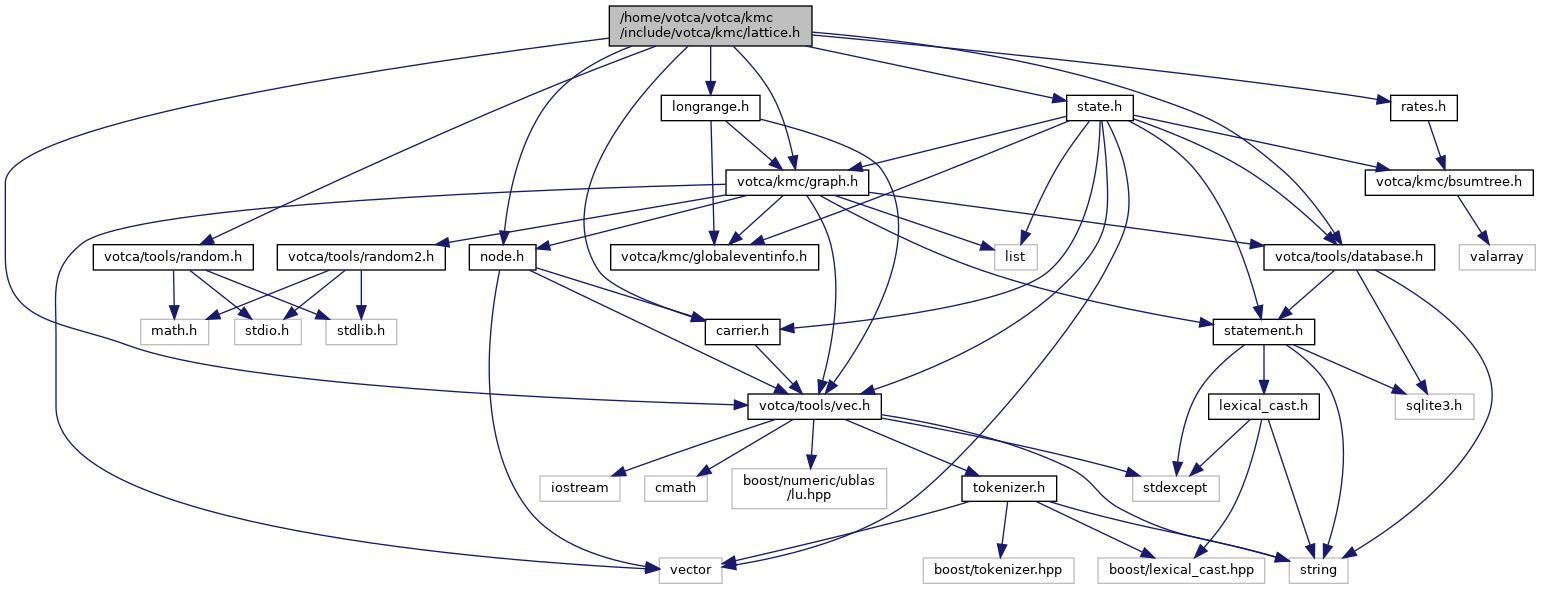 /home/votca/votca/kmc
/include/votca/kmc/lattice.h
longrange.h
state.h
rates.h
votca/kmc/graph.h
votca/kmc/bsumtree.h
votca/tools/random.h
votca/tools/random2.h
node.h
votca/kmc/globaleventinfo.h
list
votca/tools/database.h
valarray
math.h
stdio.h
stdlib.h
carrier.h
statement.h
votca/tools/vec.h
lexical_cast.h
sqlite3.h
iostream
cmath
boost/numeric/ublas
/lu.hpp
tokenizer.h
stdexcept
vector
boost/tokenizer.hpp
boost/lexical_cast.hpp
string